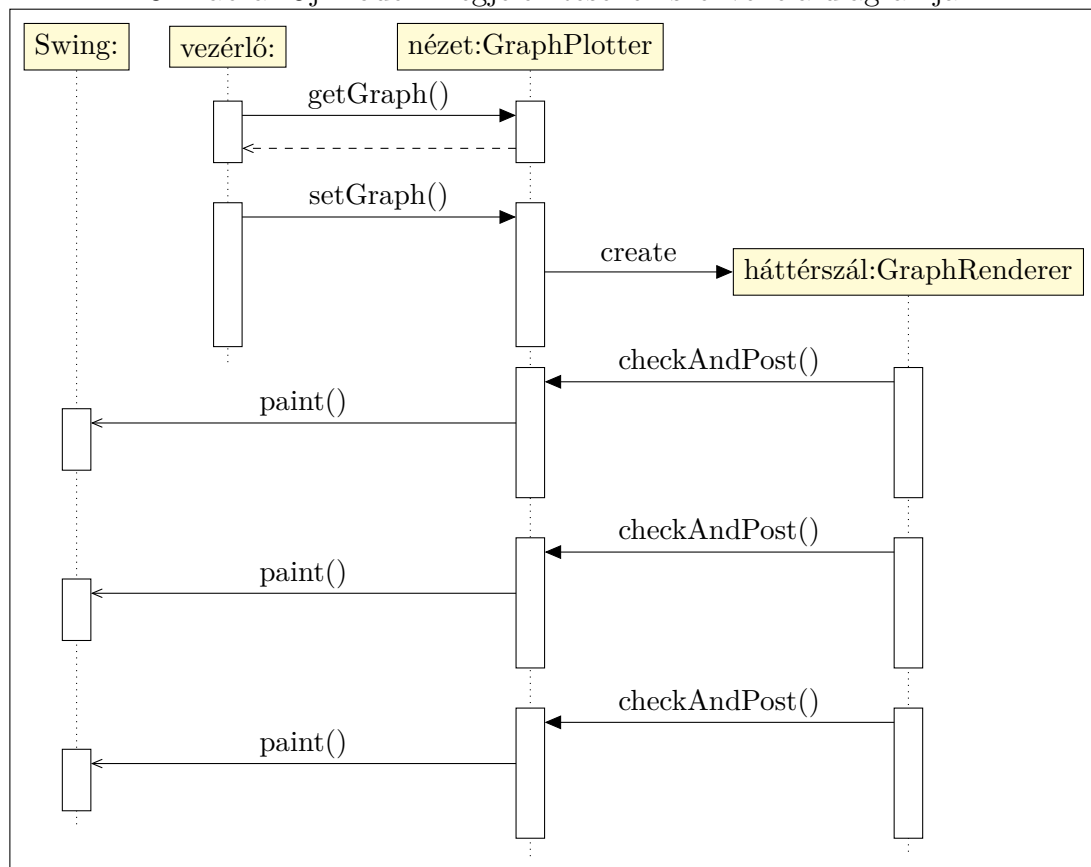 Swing:
vezérlő:
nézet:GraphPlotter
getGraph()
setGraph()
create
háttérszál:GraphRenderer
checkAndPost()
paint()
checkAndPost()
paint()
checkAndPost()
paint()